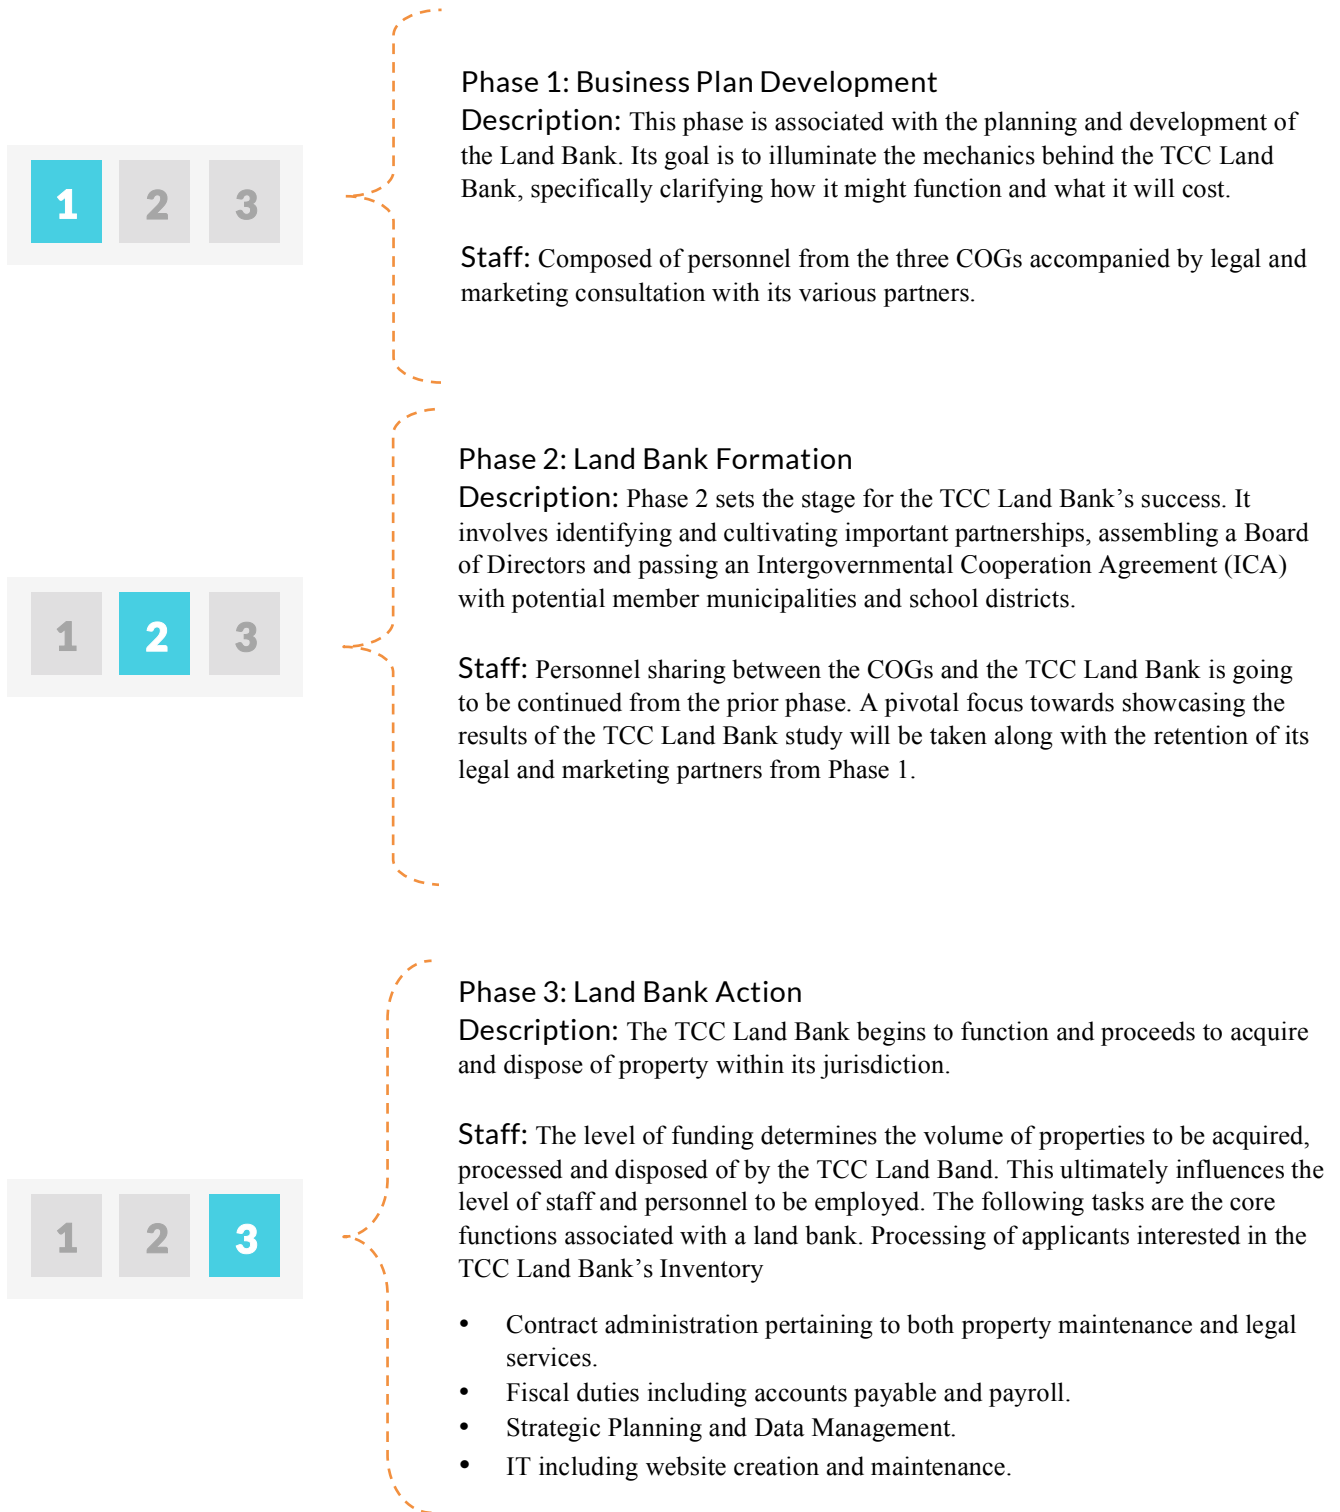 Phase 1: Business Plan Development
Description: This phase is associated with the planning and development of
the Land Bank. Its goal is to illuminate the mechanics behind the TCC Land
Bank, specifically clarifying how it might function and what it will cost.
1 2 3
Staff: Composed of personnel from the three COGs accompanied by legal and
marketing consultation with its various partners.
Phase 2: Land Bank Formation
Description: Phase 2 sets the stage for the TCC Land Bank’s success. It
involves identifying and cultivating important partnerships, assembling a Board
of Directors and passing an Intergovernmental Cooperation Agreement (ICA)
with potential member municipalities and school districts.
1 2 3
Staff: Personnel sharing between the COGs and the TCC Land Bank is going
to be continued from the prior phase. A pivotal focus towards showcasing the
results of the TCC Land Bank study will be taken along with the retention of its
legal and marketing partners from Phase 1.
Phase 3: Land Bank Action
Description: The TCC Land Bank begins to function and proceeds to acquire
and dispose of property within its jurisdiction.
Staff: The level of funding determines the volume of properties to be acquired,
processed and disposed of by the TCC Land Band. This ultimately influences the
level of staff and personnel to be employed. The following tasks are the core
functions associated with a land bank. Processing of applicants interested in the
TCC Land Bank’s Inventory
1 2 3
• Contract administration pertaining to both property maintenance and legal
services.
• Fiscal duties including accounts payable and payroll.
• Strategic Planning and Data Management.
• IT including website creation and maintenance.